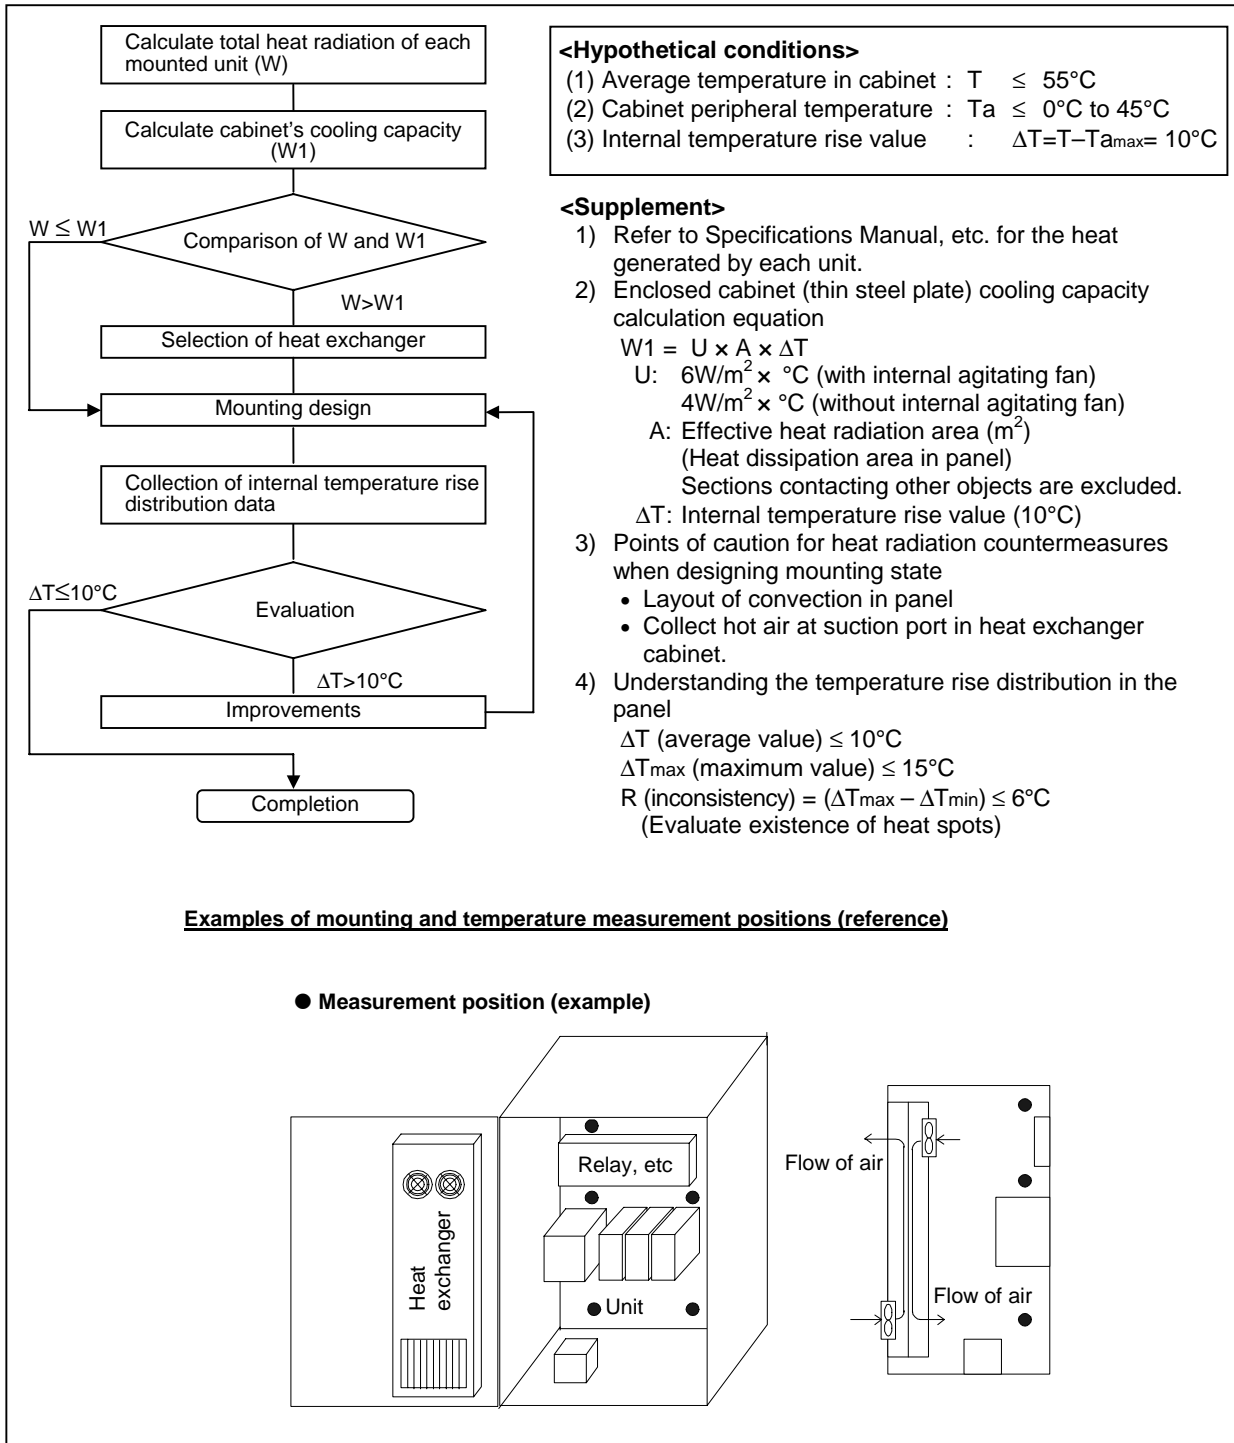 Calculate total heat radiation of each
mounted unit (W)
Calculate cabinet's cooling capacity
(W1)
W ≤ W1
Comparison of W and W1
W>W1
Selection of heat exchanger
Mounting design
Collection of internal temperature rise
distribution data
ΔT≤10°C
Evaluation
ΔT>10°C
Improvements
Completion
<Hypothetical conditions>
(1) Average temperature in cabinet : T ≤ 55°C
(2) Cabinet peripheral temperature : Ta ≤ 0°C to 45°C
(3) Internal temperature rise value : ΔT=T–Tamax= 10°C
<Supplement>
1) Refer to Specifications Manual, etc. for the heat
generated by each unit.
2) Enclosed cabinet (thin steel plate) cooling capacity
calculation equation
W1 = U × A × ΔT
U: 6W/m² × °C (with internal agitating fan)
4W/m² × °C (without internal agitating fan)
A: Effective heat radiation area (m²)
(Heat dissipation area in panel)
Sections contacting other objects are excluded.
ΔT: Internal temperature rise value (10°C)
3) Points of caution for heat radiation countermeasures
when designing mounting state
• Layout of convection in panel
• Collect hot air at suction port in heat exchanger
cabinet.
4) Understanding the temperature rise distribution in the
panel
ΔT (average value) ≤ 10°C
ΔTmax (maximum value) ≤ 15°C
R (inconsistency) = (ΔTmax – ΔTmin) ≤ 6°C
(Evaluate existence of heat spots)
Examples of mounting and temperature measurement positions (reference)
● Measurement position (example)
Relay, etc
Heat
exchanger
Unit
Flow of air
Flow of air